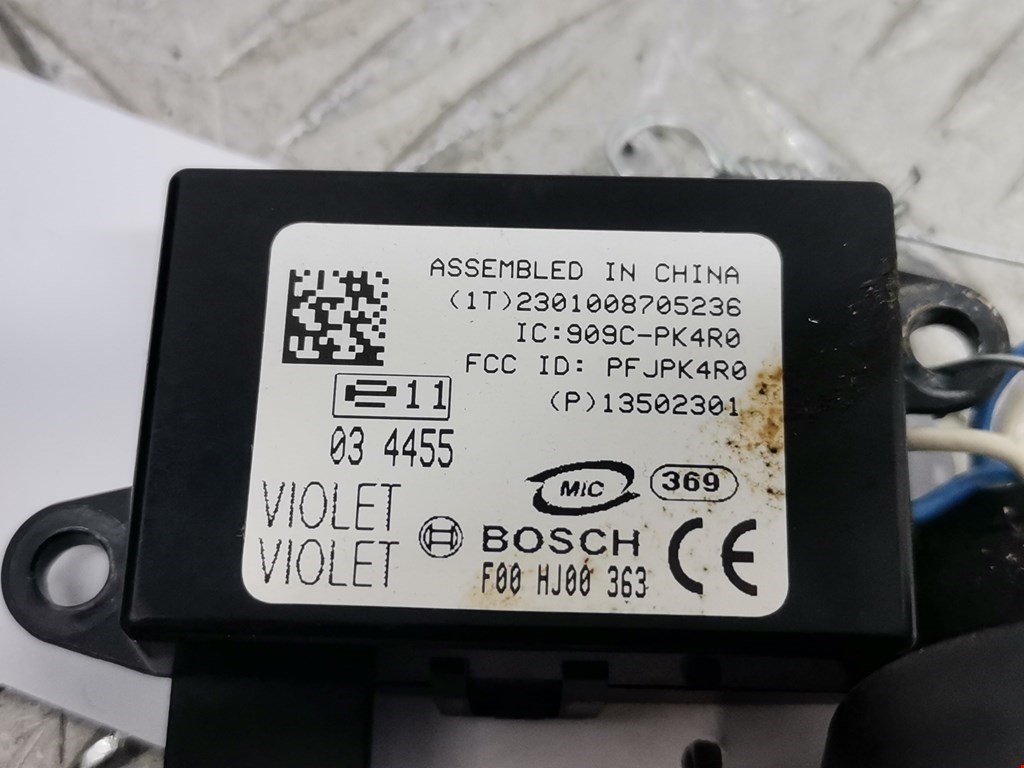 ASSEMBLED IN CHINA
(1T)2301008705236
IC:909C-PK4R0
FCC ID: PFJPK4R0
(P)13502301
e11
03 4455
MIC 369
VIOLET
VIOLET
BOSCH CE
F00 HJ00 363